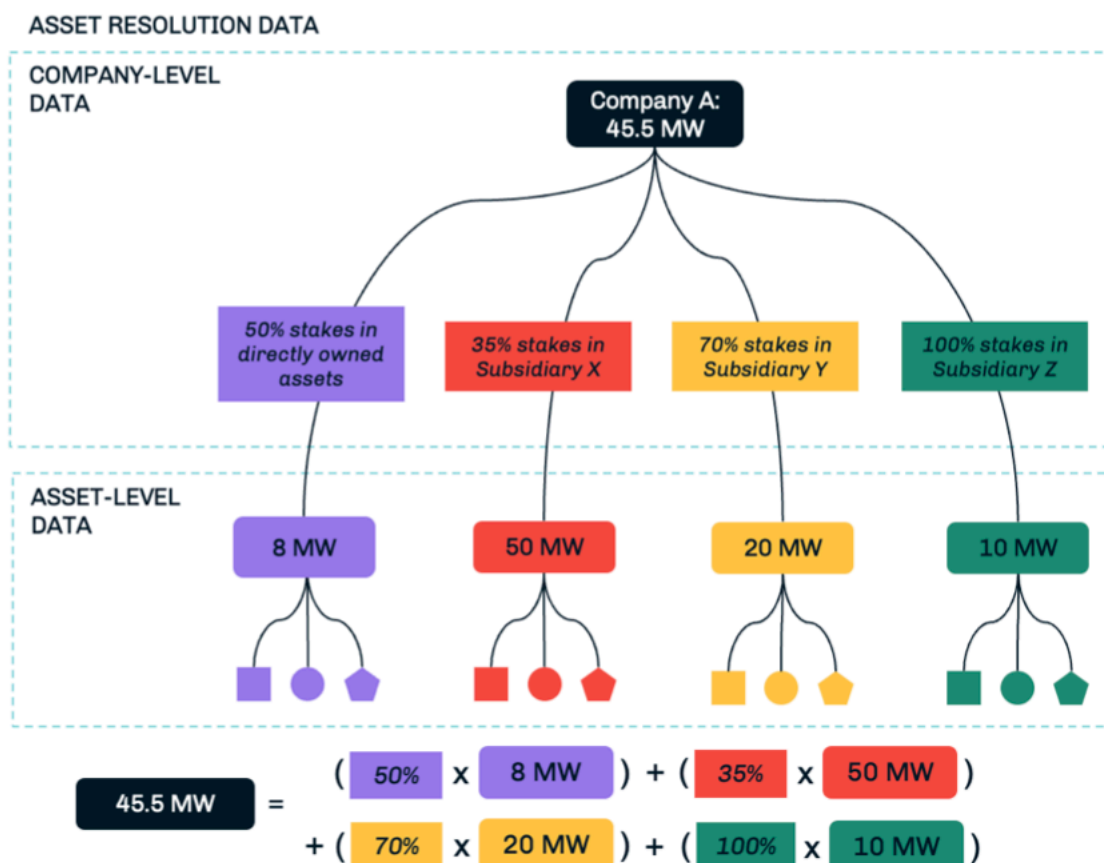 ASSET RESOLUTION DATA
COMPANY-LEVEL
DATA
Company A:
45.5 MW
50% stakes in
directly owned
assets
35% stakes in
Subsidiary X
70% stakes in
Subsidiary Y
100% stakes in
Subsidiary Z
ASSET-LEVEL
DATA
8 MW
50 MW
20 MW
10 MW
45.5 MW =
( 50% x 8 MW ) + ( 35% x 50 MW )
+ ( 70% x 20 MW ) + ( 100% x 10 MW )